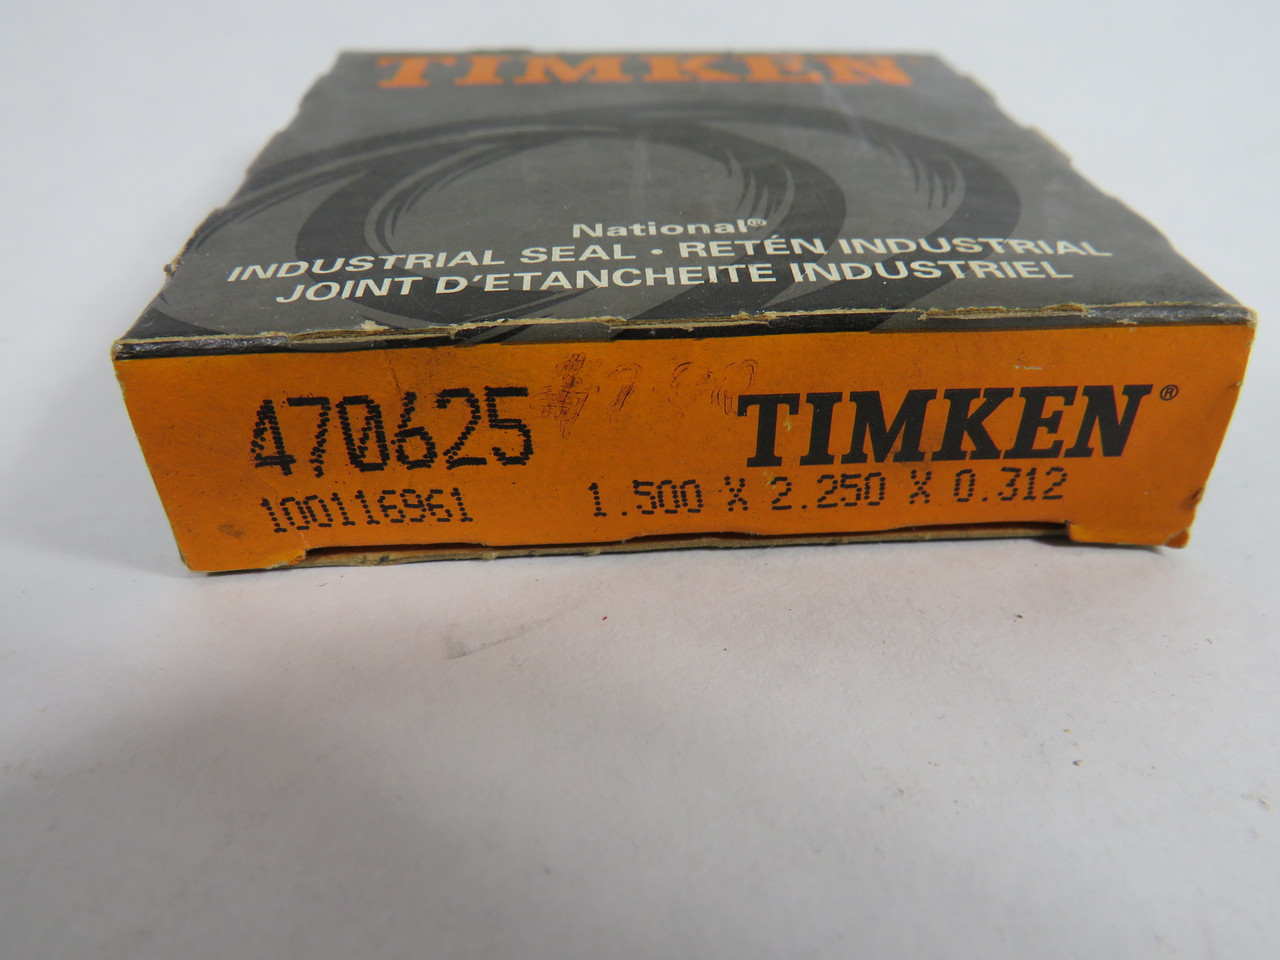 TIMKEN
National®
INDUSTRIAL SEAL • RETÉN INDUSTRIAL
JOINT D'ETANCHEITE INDUSTRIEL
470625
TIMKEN®
100116961
1.500 X 2.250 X 0.312